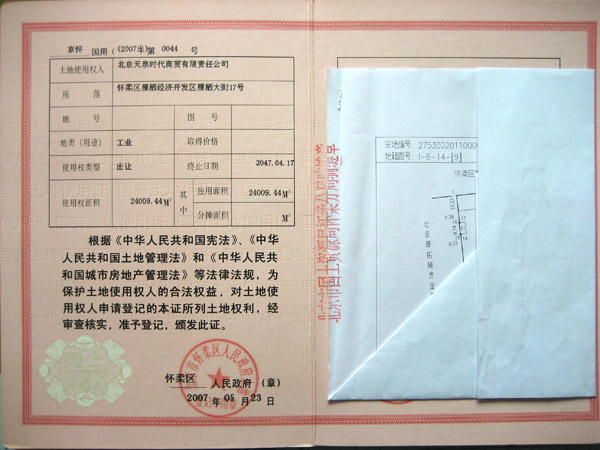 京怀 国用 (2007出)第 0044 号
土地使用权人 北京天泉时代商贸有限责任公司
座 落 怀柔区雁栖经济开发区雁栖大街17号
地 号 图 号
地类(用途) 工业 取得价格
使用权类型 出让 终止日期 2047.04.17
使用权面积 24009.44M² 其中 独用面积 24009.44M²
分摊面积 M²
根据《中华人民共和国宪法》、《中华
人民共和国土地管理法》和《中华人民共
和国城市房地产管理法》等法律法规，为
保护土地使用权人的合法权益，对土地使
用权人申请登记的本证所列土地权利，经
审查核实，准予登记，颁发此证。
怀柔区 人民政府 (章)
2007 年 05 月 23 日
市怀柔区人民政府
宗地编号: 2753002011000
地籍图号: I-6-14-[9]
怀柔区